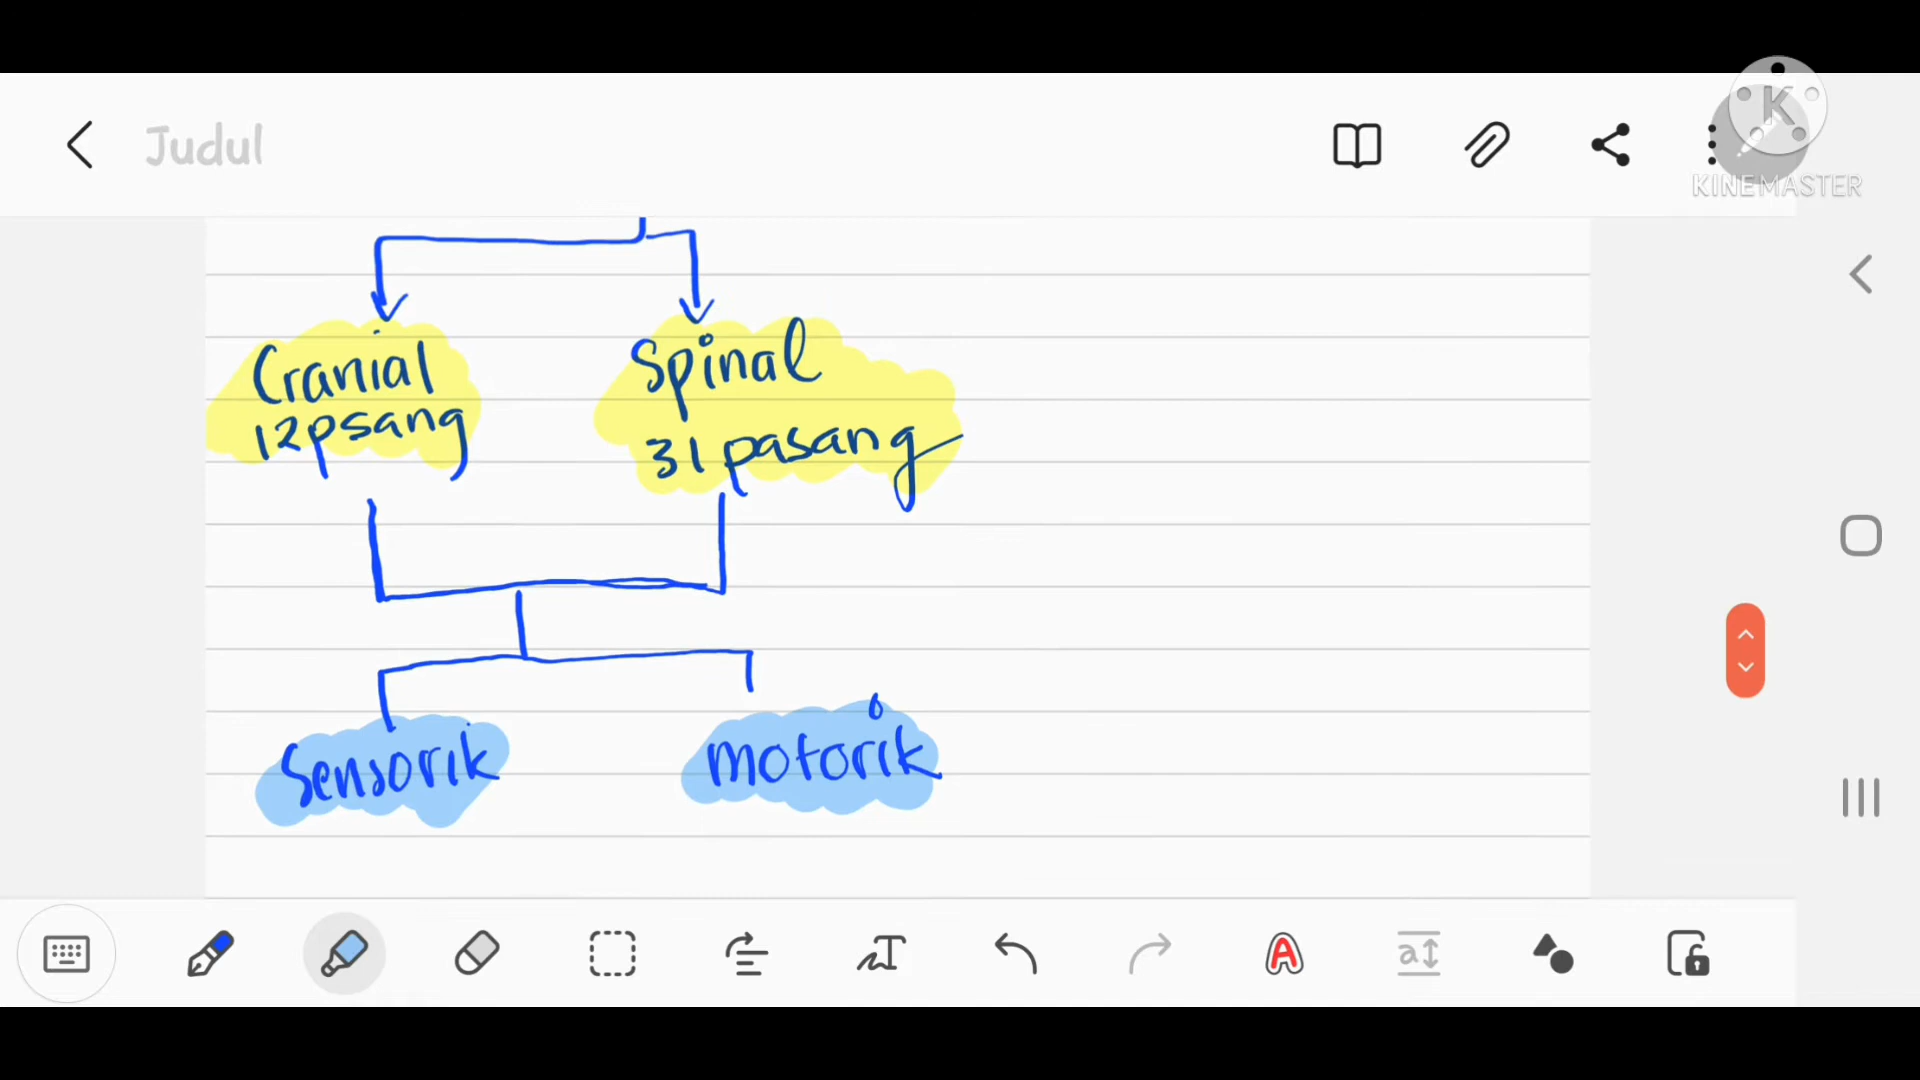 Judul
KINEMASTER
Cranial
12 psang
Spinal
31 pasang
Sensorik
motorik